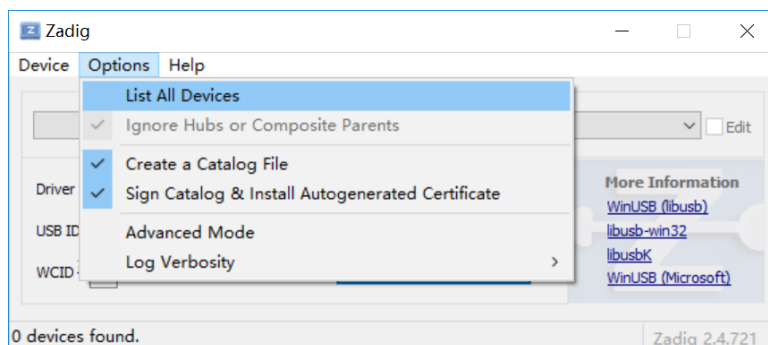 Zadig
Device Options Help
List All Devices
Ignore Hubs or Composite Parents
Edit
Create a Catalog File
Sign Catalog & Install Autogenerated Certificate
Advanced Mode
Log Verbosity
Driver
USB ID
WCID
More Information
WinUSB (libusb)
libusb-win32
libusbK
WinUSB (Microsoft)
0 devices found.
Zadig 2.4.721